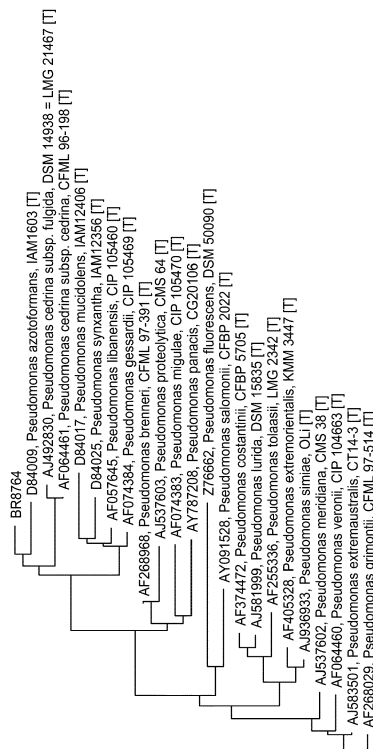 BR8764
D84009, Pseudomonas azotoformans, IAM1603 [T]
AJ492830, Pseudomonas cedrina subsp. fulgida, DSM 14938 = LMG 21467 [T]
AF064461, Pseudomonas cedrina subsp. cedrina, CFML 96-198 [T]
D84017, Pseudomonas mucidolens, IAM12406 [T]
D84025, Pseudomonas synxantha, IAM12356 [T]
AF057645, Pseudomonas libanensis, CIP 105460 [T]
AF074384, Pseudomonas gessardii, CIP 105469 [T]
AF268968, Pseudomonas brenneri, CFML 97-391 [T]
AJ537603, Pseudomonas proteolytica, CMS 64 [T]
AF074383, Pseudomonas migulae, CIP 105470 [T]
AY787208, Pseudomonas panacis, CG20106 [T]
Z76662, Pseudomonas fluorescens, DSM 50090 [T]
AY091528, Pseudomonas salomonii, CFBP 2022 [T]
AF374472, Pseudomonas costantinii, CFBP 5705 [T]
AJ581999, Pseudomonas lurida, DSM 15835 [T]
AF255336, Pseudomonas tolaasii, LMG 2342 [T]
AF405328, Pseudomonas extremorientalis, KMM 3447 [T]
AJ936933, Pseudomonas simiae, OLi [T]
AJ537602, Pseudomonas meridiana, CMS 38 [T]
AF064460, Pseudomonas veronii, CIP 104663 [T]
AJ583501, Pseudomonas extremaustralis, CT14-3 [T]
AF268029, Pseudomonas grimontii, CFML 97-514 [T]